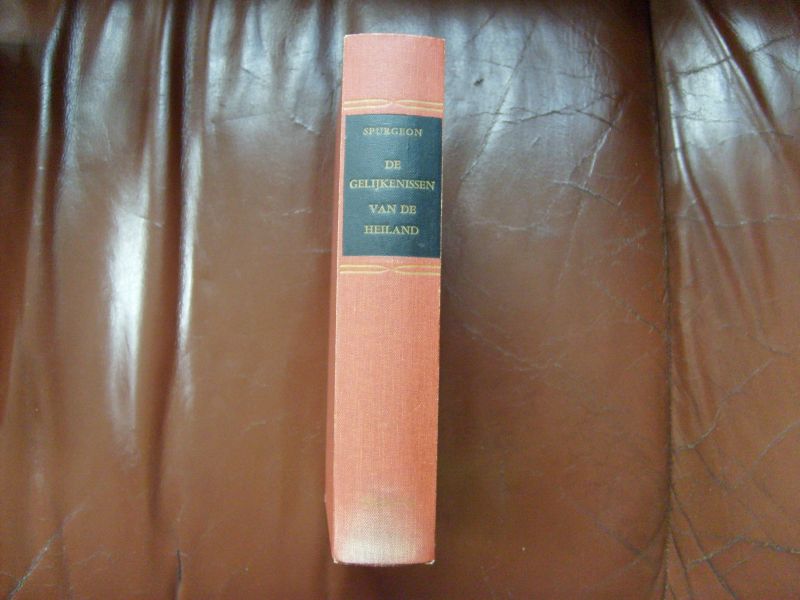 SPURGEON
DE
GELIJKENISSEN
VAN DE
HEILAND